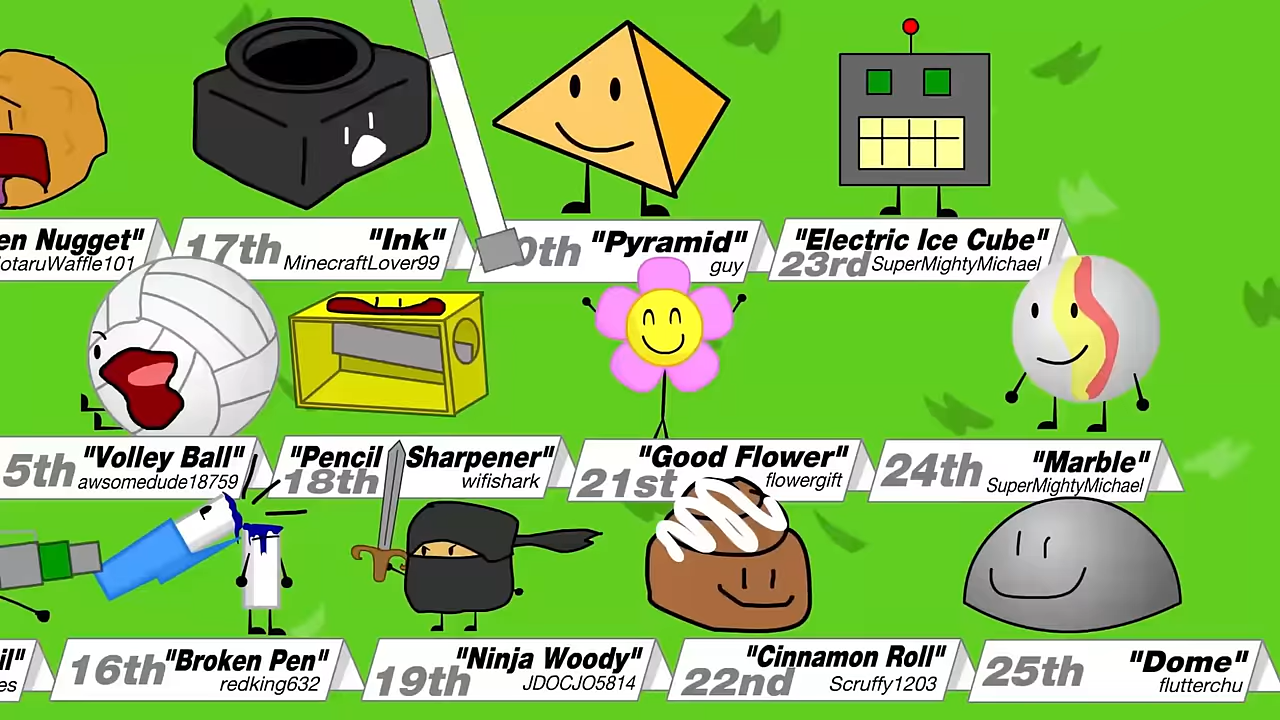 en Nugget"
otaruWaffle101
17th
"Ink"
MinecraftLover99
0th
"Pyramid"
guy
"Electric Ice Cube"
23rd
SuperMightyMichael
5th
"Volley Ball"
awsomedude18759
"Pencil Sharpener"
18th
wifishark
"Good Flower"
21st
flowergift
24th
"Marble"
SuperMightyMichael
il"
es
16th
"Broken Pen"
redking632
"Ninja Woody"
19th
JDOCJO5814
"Cinnamon Roll"
22nd
Scruffy1203
25th
"Dome"
flutterchu